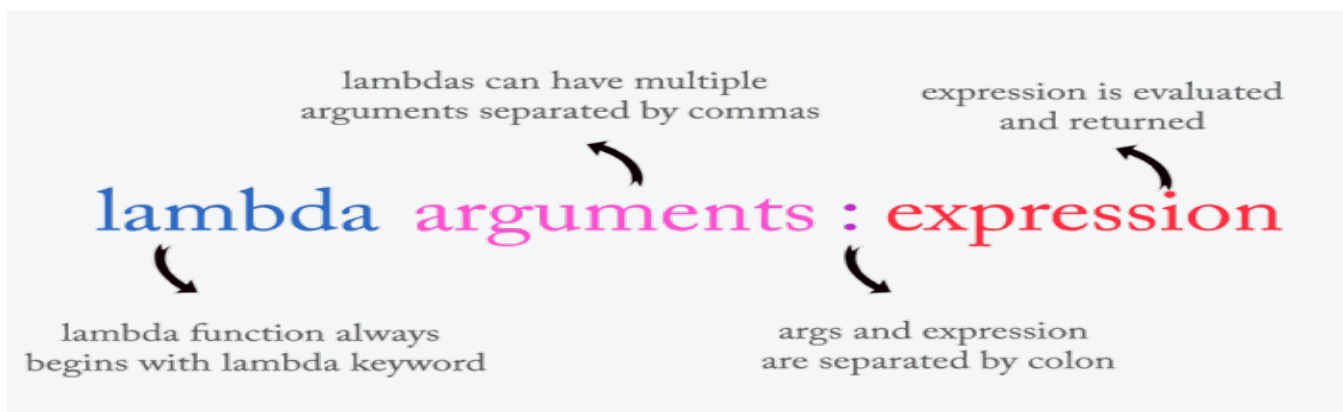 lambdas can have multiple
arguments separated by commas
expression is evaluated
and returned
lambda arguments : expression
lambda function always
begins with lambda keyword
args and expression
are separated by colon